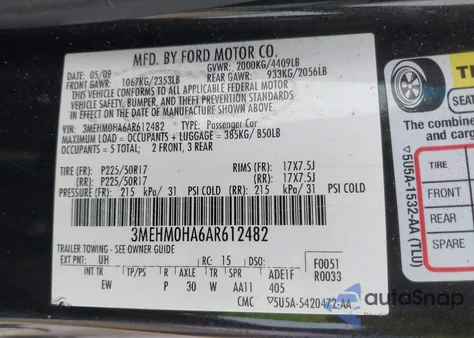 MFD. BY FORD MOTOR CO.
DATE: 05/09 GVWR: 2000KG/4409LB
FRONT GAWR: 1067KG/2353LB REAR GAWR: 933KG/2056LB
THIS VEHICLE CONFORMS TO ALL APPLICABLE FEDERAL MOTOR
VEHICLE SAFETY, BUMPER, AND THEFT PREVENTION STANDARDS
IN EFFECT ON THE DATE OF MANUFACTURE SHOWN ABOVE.
VIN: 3MEHM0HA6AR612482 TYPE: Passenger Car
MAXIMUM LOAD = OCCUPANTS + LUGGAGE = 385KG/ 850LB
OCCUPANTS: 5 TOTAL, 2 FRONT, 3 REAR
TIRE (FR): P225/50R17 RIMS (FR): 17X7.5J
(RR): P225/50R17 (RR): 17X7.5J
PRESSURE (FR): 215 kPa/ 31 PSI COLD (RR): 215 kPa/ 31 PSI COLD
3MEHM0HA6AR612482
TRAILER TOWING - SEE OWNER GUIDE
EXT PNT: UH RC: 15 DSO: F0051
R0033
INT TR TP/PS R AX TR ADE1F
EW P 30 W AA11 405
CMC 5U5A-5420472-AA
SEAT
The combine
and ca
TIRE
FRONT
REAR
SPARE
5U5A-1532-AA (TLU)
autoSnap